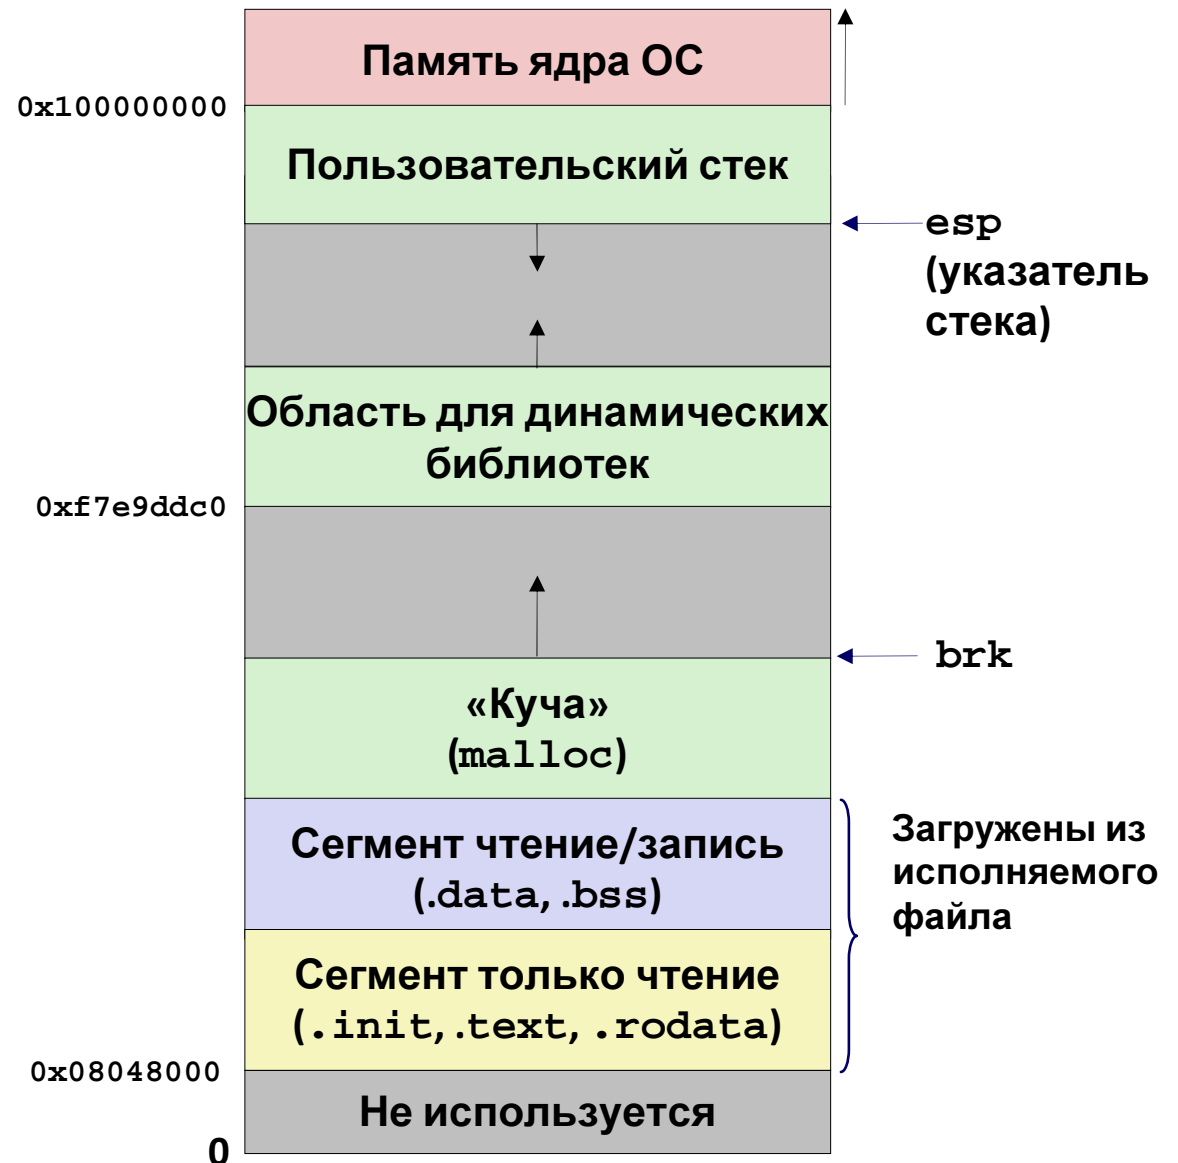 Память ядра ОС
0x100000000
Пользовательский стек
esp
(указатель
стека)
Область для динамических
библиотек
0xf7e9ddc0
brk
«Куча»
(malloc)
Сегмент чтение/запись
(.data, .bss)
Загружены из
исполняемого
файла
Сегмент только чтение
(.init, .text, .rodata)
0x08048000
Не используется
0